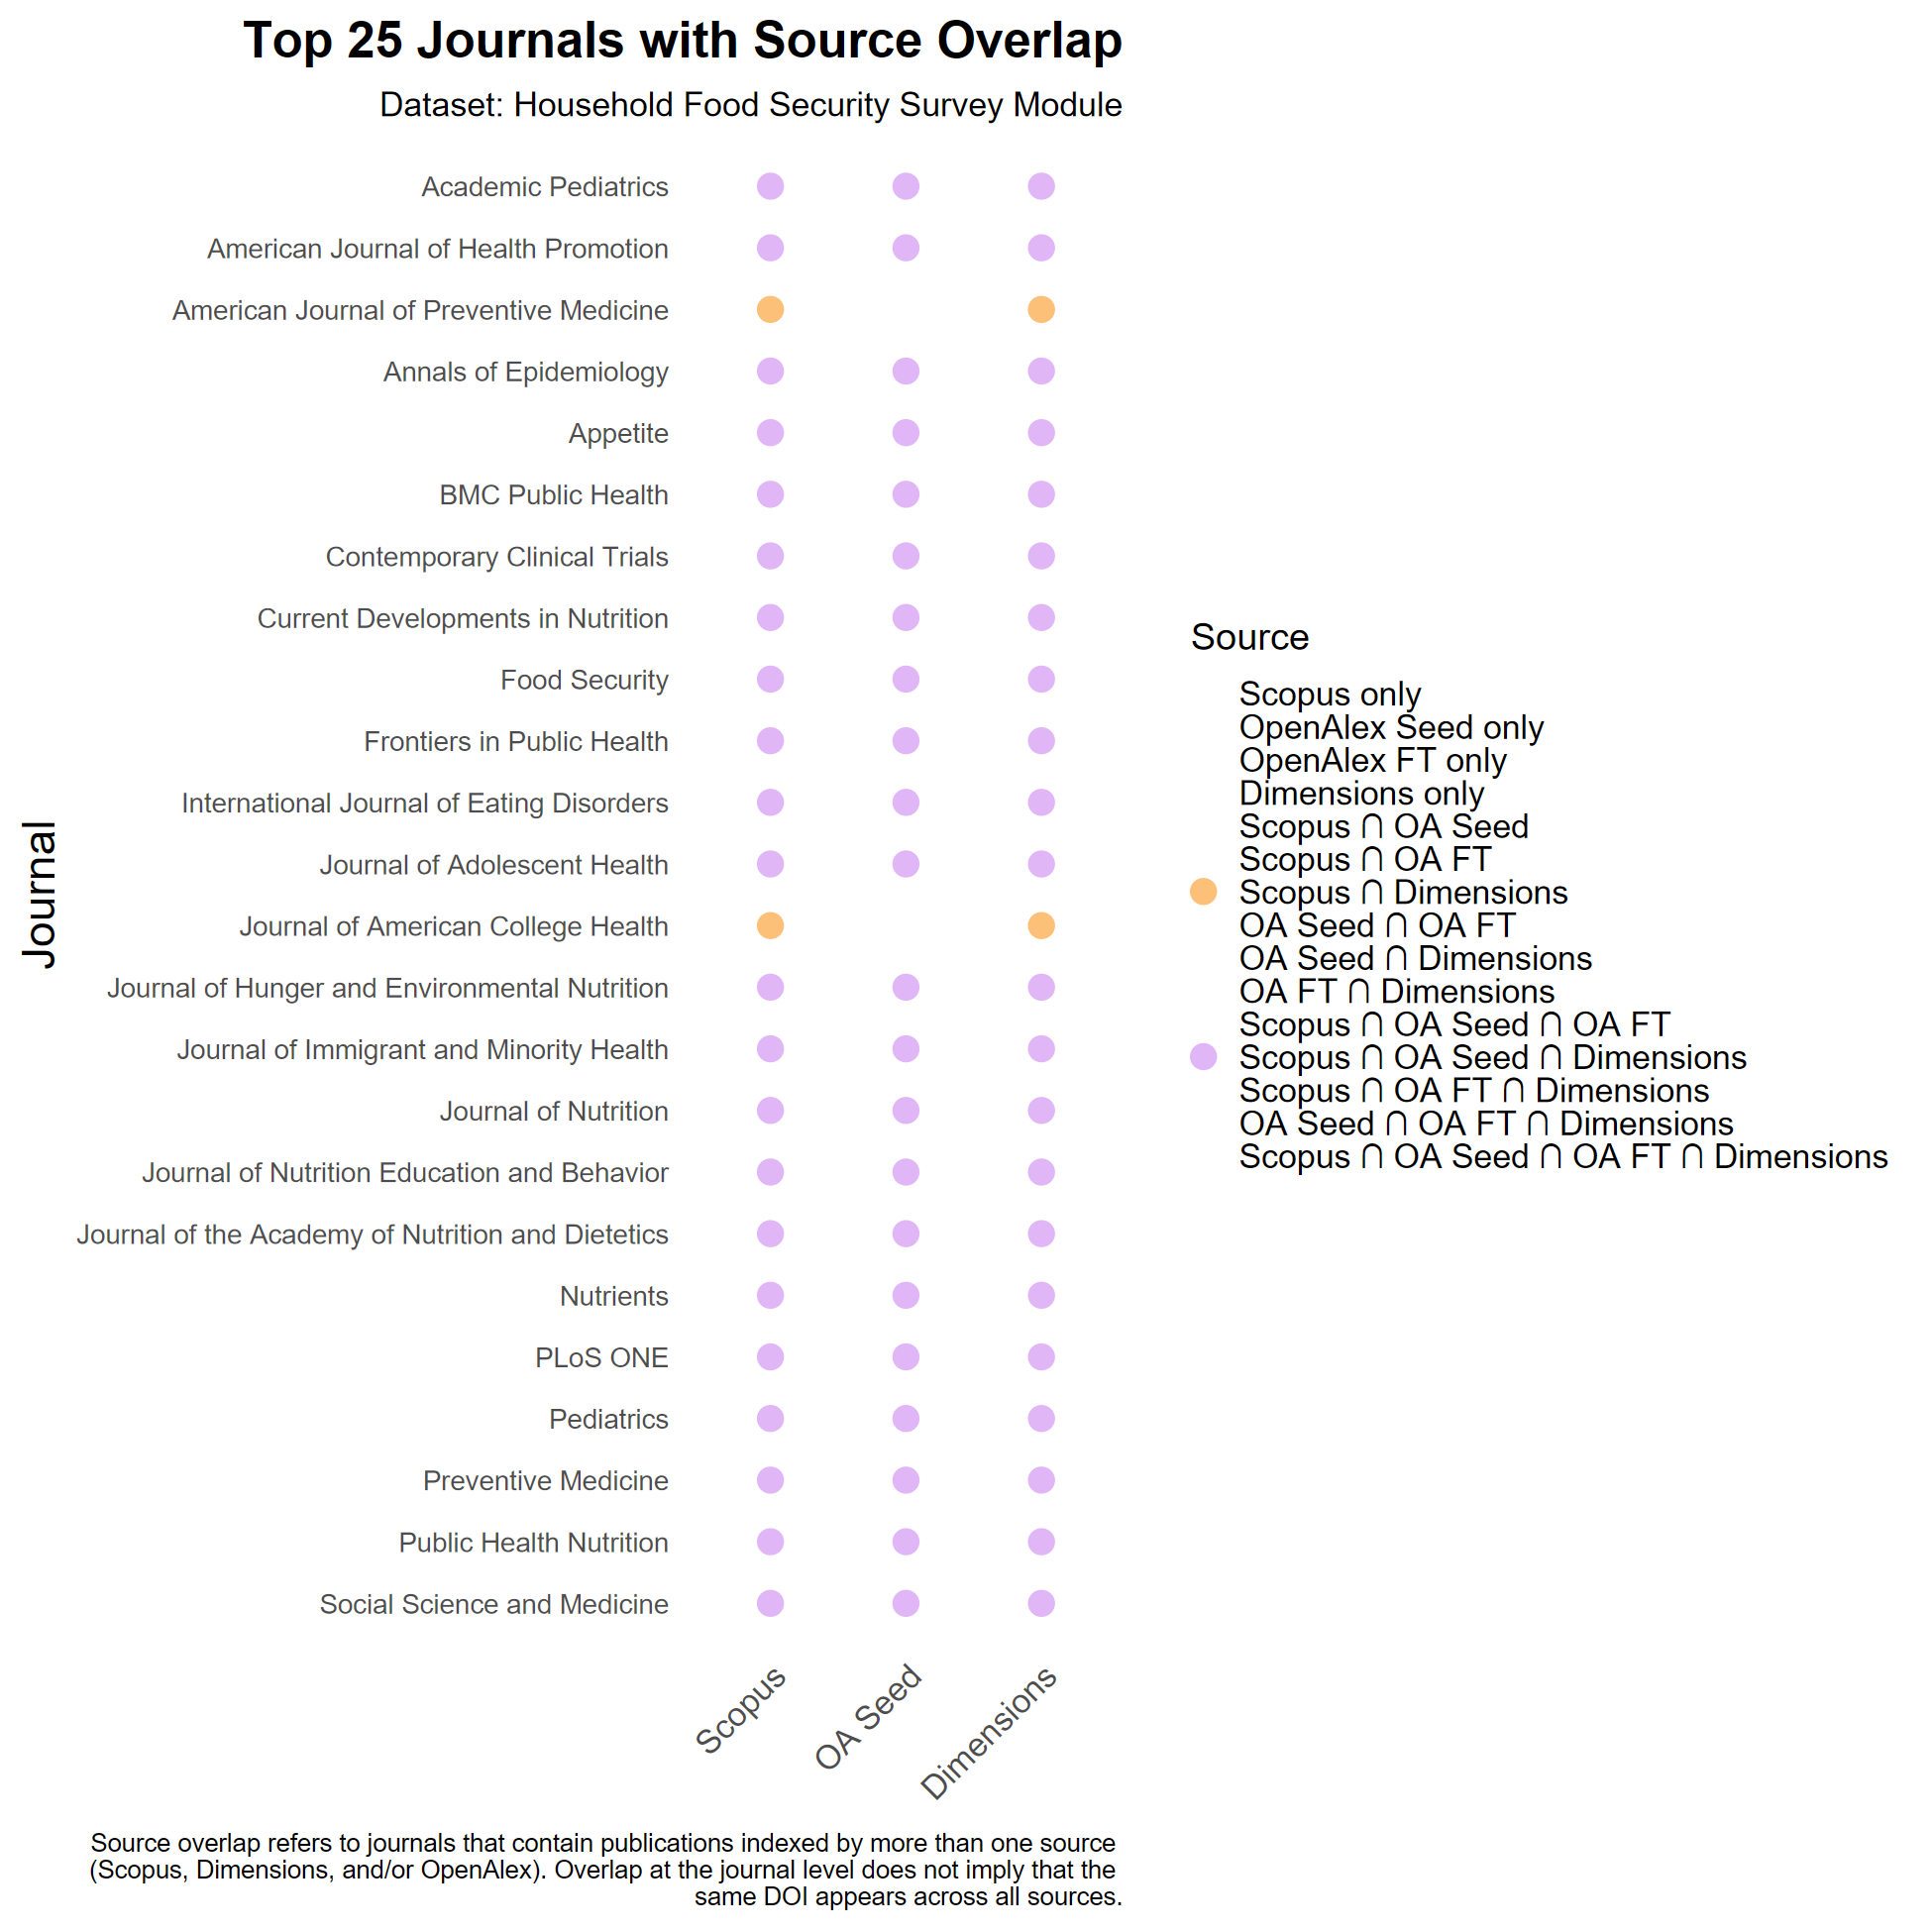 Top 25 Journals with Source Overlap
Dataset: Household Food Security Survey Module
Journal
Academic Pediatrics
American Journal of Health Promotion
American Journal of Preventive Medicine
Annals of Epidemiology
Appetite
BMC Public Health
Contemporary Clinical Trials
Current Developments in Nutrition
Food Security
Frontiers in Public Health
International Journal of Eating Disorders
Journal of Adolescent Health
Journal of American College Health
Journal of Hunger and Environmental Nutrition
Journal of Immigrant and Minority Health
Journal of Nutrition
Journal of Nutrition Education and Behavior
Journal of the Academy of Nutrition and Dietetics
Nutrients
PLoS ONE
Pediatrics
Preventive Medicine
Public Health Nutrition
Social Science and Medicine
Scopus
OA Seed
Dimensions
Source
Scopus only
OpenAlex Seed only
OpenAlex FT only
Dimensions only
Scopus ∩ OA Seed
Scopus ∩ OA FT
Scopus ∩ Dimensions
OA Seed ∩ OA FT
OA Seed ∩ Dimensions
OA FT ∩ Dimensions
Scopus ∩ OA Seed ∩ OA FT
Scopus ∩ OA Seed ∩ Dimensions
Scopus ∩ OA FT ∩ Dimensions
OA Seed ∩ OA FT ∩ Dimensions
Scopus ∩ OA Seed ∩ OA FT ∩ Dimensions
Source overlap refers to journals that contain publications indexed by more than one source
(Scopus, Dimensions, and/or OpenAlex). Overlap at the journal level does not imply that the
same DOI appears across all sources.